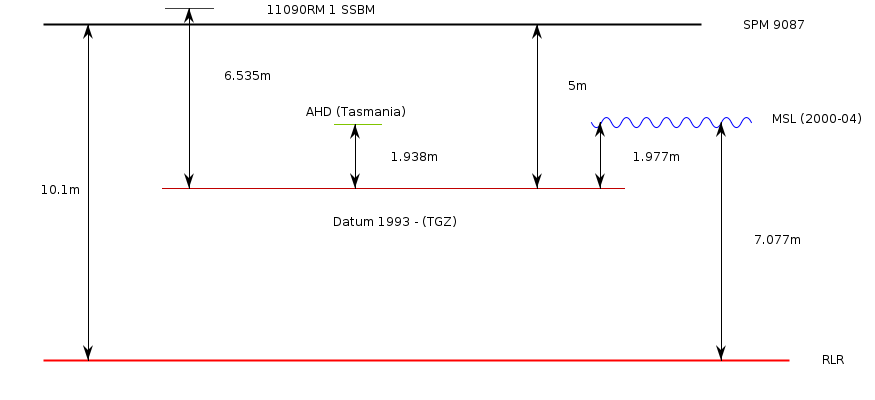 11090RM 1 SSBM
SPM 9087
6.535m
5m
AHD (Tasmania)
MSL (2000-04)
1.938m
1.977m
10.1m
Datum 1993 - (TGZ)
7.077m
RLR